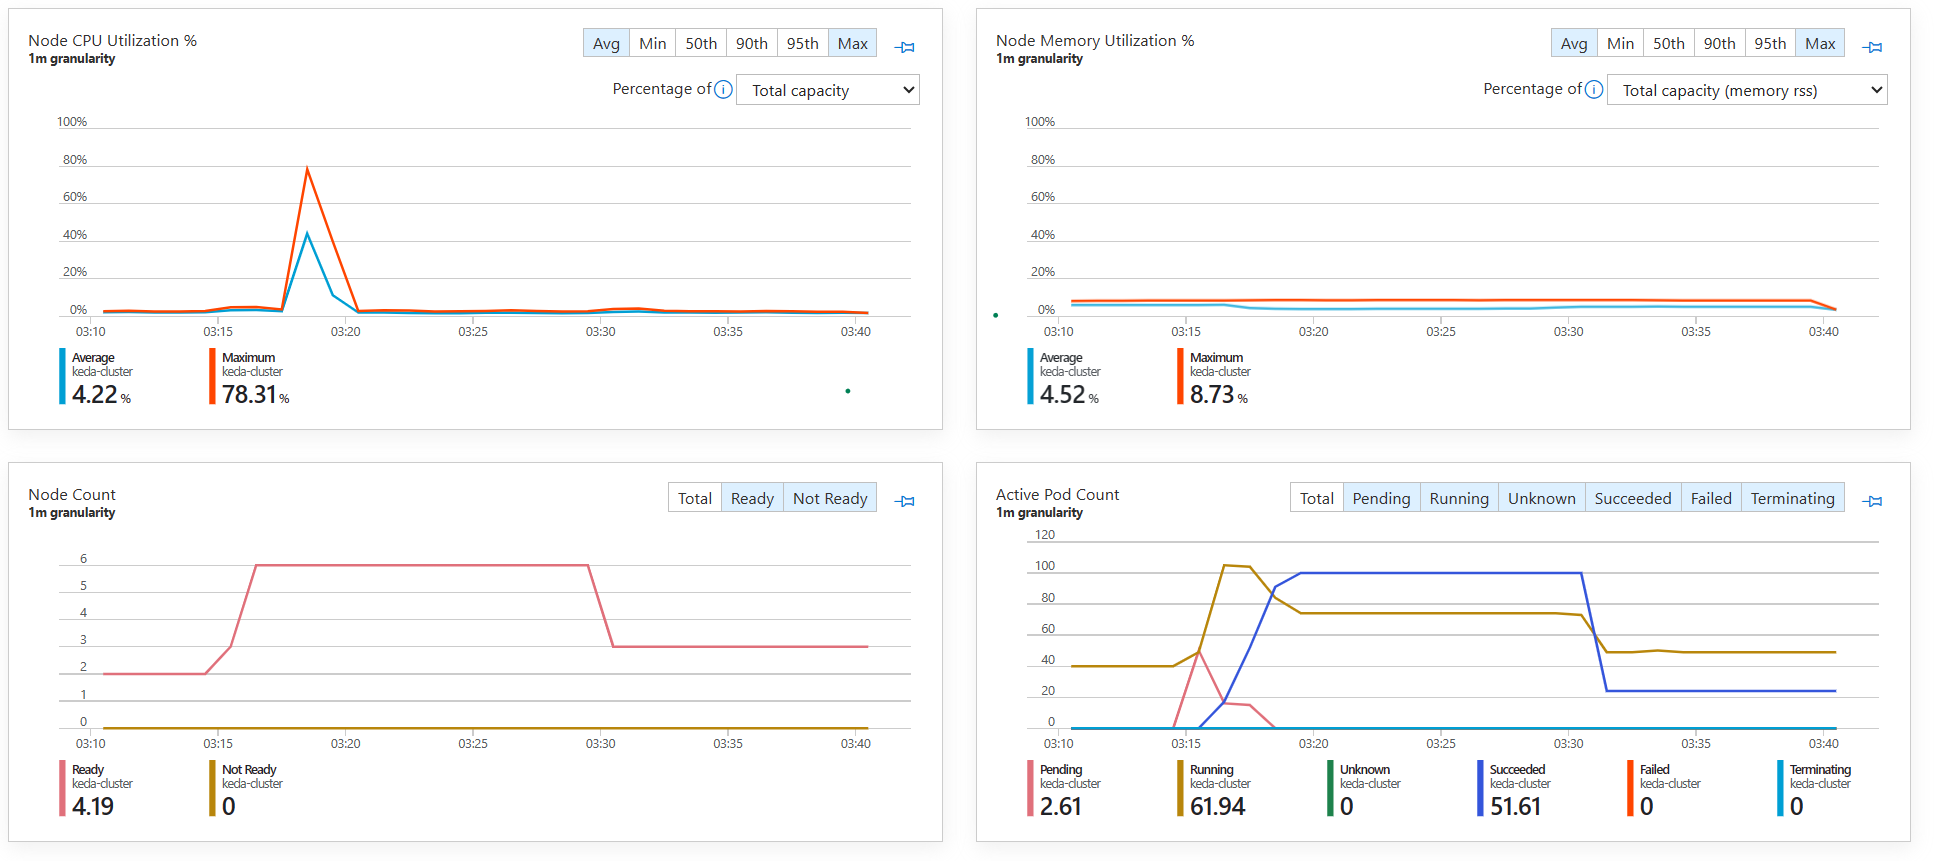 Node CPU Utilization %
1m granularity
Avg Min 50th 90th 95th Max
Percentage of i Total capacity
100%
80%
60%
40%
20%
0%
03:10 03:15 03:20 03:25 03:30 03:35 03:40
Average Maximum
keda-cluster keda-cluster
4.22 % 78.31 %
Node Memory Utilization %
1m granularity
Avg Min 50th 90th 95th Max
Percentage of i Total capacity (memory rss)
100%
80%
60%
40%
20%
0%
03:10 03:15 03:20 03:25 03:30 03:35 03:40
Average Maximum
keda-cluster keda-cluster
4.52 % 8.73 %
Node Count
1m granularity
Total Ready Not Ready
6
5
4
3
2
1
0
03:10 03:15 03:20 03:25 03:30 03:35 03:40
Ready Not Ready
keda-cluster keda-cluster
4.19 0
Active Pod Count
1m granularity
Total Pending Running Unknown Succeeded Failed Terminating
120
100
80
60
40
20
0
03:10 03:15 03:20 03:25 03:30 03:35 03:40
Pending Running Unknown Succeeded Failed Terminating
keda-cluster keda-cluster keda-cluster keda-cluster keda-cluster keda-cluster
2.61 61.94 0 51.61 0 0